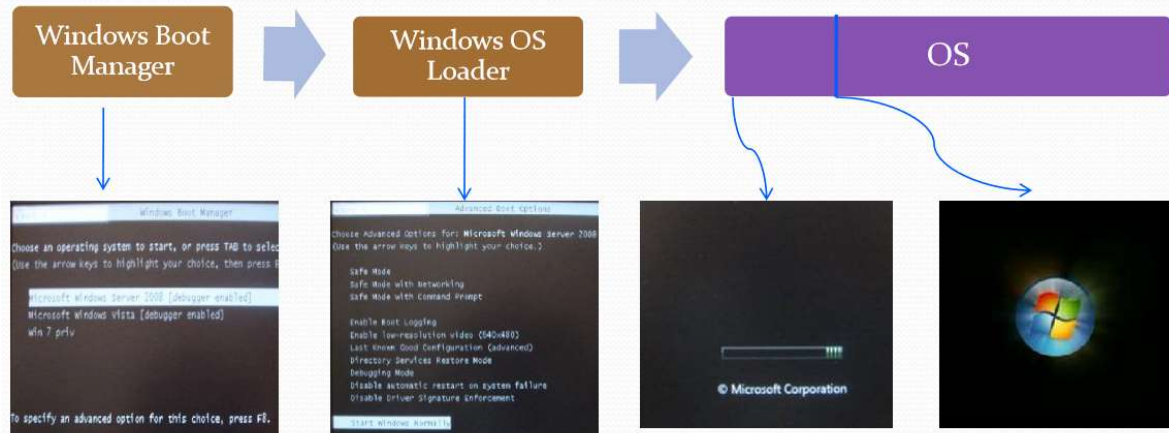 Windows Boot
Manager
Windows OS
Loader
OS
Windows Boot Manager
Choose an operating system to start, or press TAB to selec
(Use the arrow keys to highlight your choice, then press
Microsoft Windows Server 2008 [debugger enabled]
Microsoft Windows Vista [debugger enabled]
Win 7 priv
To specify an advanced option for this choice, press F8.
Advanced Boot Options
Choose Advanced Options for: Microsoft Windows Server 2008
(Use the arrow keys to highlight your choice.)
Safe Mode
Safe Mode with Networking
Safe Mode with Command Prompt
Enable Boot Logging
Enable low-resolution video (640x480)
Last Known Good Configuration (advanced)
Directory Services Restore Mode
Debugging Mode
Disable automatic restart on system failure
Disable Driver Signature Enforcement
Start Windows Normally
© Microsoft Corporation